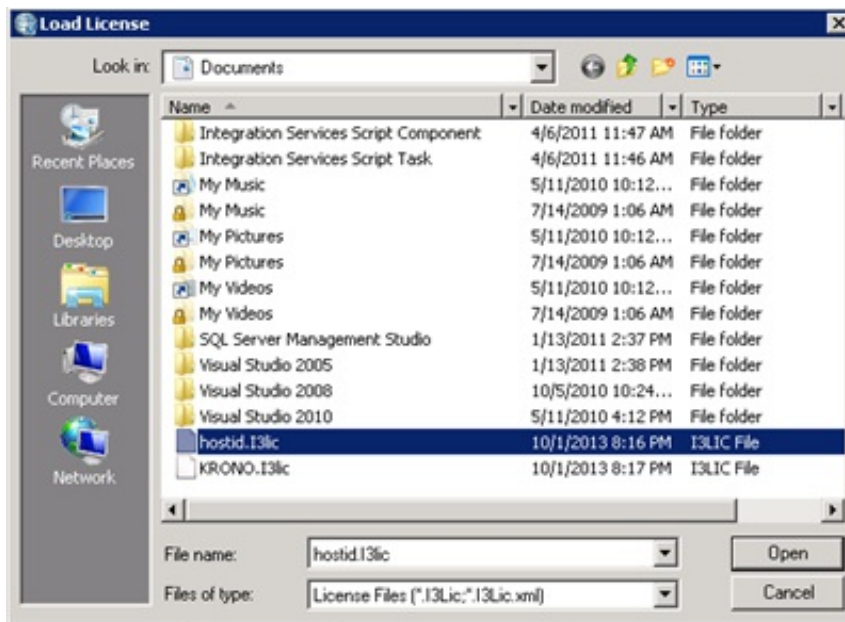 Load License
Look in: Documents
Recent Places
Desktop
Libraries
Computer
Network
Name Date modified Type
Integration Services Script Component 4/6/2011 11:47 AM File folder
Integration Services Script Task 4/6/2011 11:46 AM File folder
My Music 5/11/2010 10:12... File folder
My Music 7/14/2009 1:06 AM File folder
My Pictures 5/11/2010 10:12... File folder
My Pictures 7/14/2009 1:06 AM File folder
My Videos 5/11/2010 10:12... File folder
My Videos 7/14/2009 1:06 AM File folder
SQL Server Management Studio 1/13/2011 2:37 PM File folder
Visual Studio 2005 1/13/2011 2:38 PM File folder
Visual Studio 2008 10/5/2010 10:24... File folder
Visual Studio 2010 5/11/2010 4:12 PM File folder
hostid.I3lic 10/1/2013 8:16 PM I3LIC File
KRONO.I3lic 10/1/2013 8:17 PM I3LIC File
File name: hostid.I3lic Open
Files of type: License Files (*.I3Lic;*.I3Lic.xml) Cancel